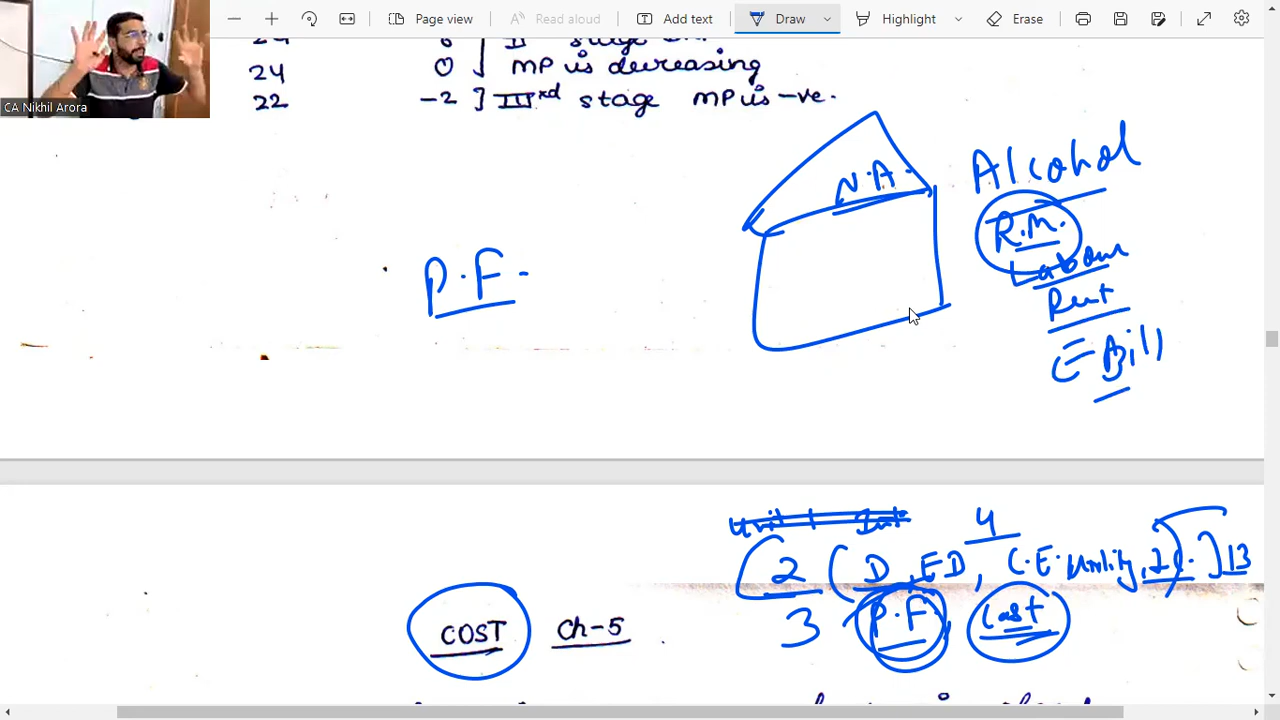 Page view
Read aloud
Add text
Draw
Highlight
Erase
CA Nikhil Arora
24 0 MP is decreasing
22 -2 ] IIIrd stage MP is -ve.
N.A.
Alcohol
R.M.
Labour
Rent
E Bill
P.F.
4
2 ( D, ED, C.E. Utility, 13
3 P.F Cost
COST Ch-5